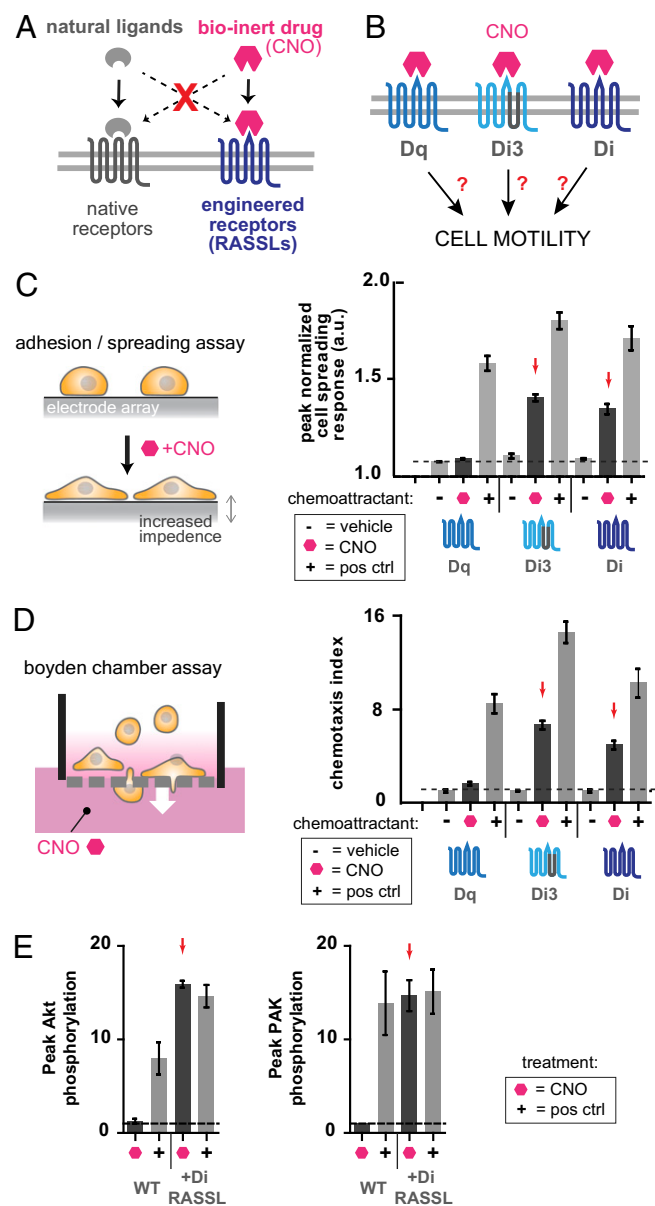 A
natural ligands
bio-inert drug
(CNO)
X
native
receptors
engineered
receptors
(RASSLs)
B
CNO
Dq
Di3
Di
?
?
?
CELL MOTILITY
C
adhesion / spreading assay
electrode array
+CNO
increased
impedence
peak normalized
cell spreading
response (a.u.)
2.0
1.5
1.0
chemoattractant: - + - + - +
- = vehicle
= CNO
+ = pos ctrl
Dq
Di3
Di
D
boyden chamber assay
CNO
chemotaxis index
16
8
0
chemoattractant: - + - + - +
- = vehicle
= CNO
+ = pos ctrl
Dq
Di3
Di
E
Peak Akt
phosphorylation
20
10
0
+ +
WT
+Di
RASSL
Peak PAK
phosphorylation
20
10
0
+ +
WT
+Di
RASSL
treatment:
= CNO
+ = pos ctrl